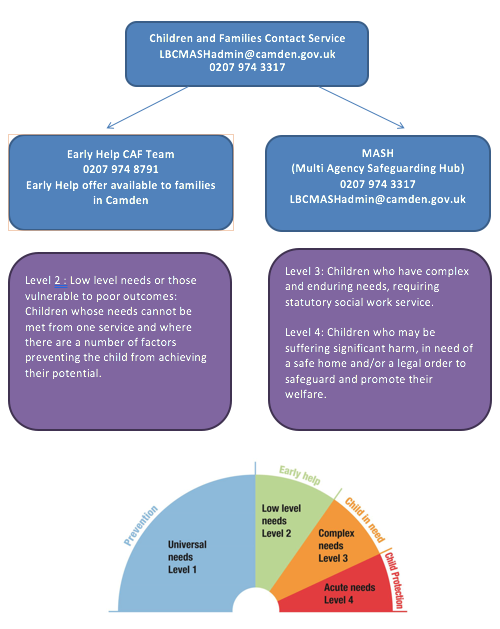 Children and Families Contact Service
LBCMASHadmin@camden.gov.uk
0207 974 3317
Early Help CAF Team
0207 974 8791
Early Help offer available to families
in Camden
MASH
(Multi Agency Safeguarding Hub)
0207 974 3317
LBCMASHadmin@camden.gov.uk
Level 2 : Low level needs or those
vulnerable to poor outcomes:
Children whose needs cannot be
met from one service and where
there are a number of factors
preventing the child from achieving
their potential.
Level 3: Children who have complex
and enduring needs, requiring
statutory social work service.
Level 4: Children who may be
suffering significant harm, in need of
a safe home and/or a legal order to
safeguard and promote their
welfare.
Prevention
Early help
Child in need
Child Protection
Universal
needs
Level 1
Low level
needs
Level 2
Complex
needs
Level 3
Acute needs
Level 4